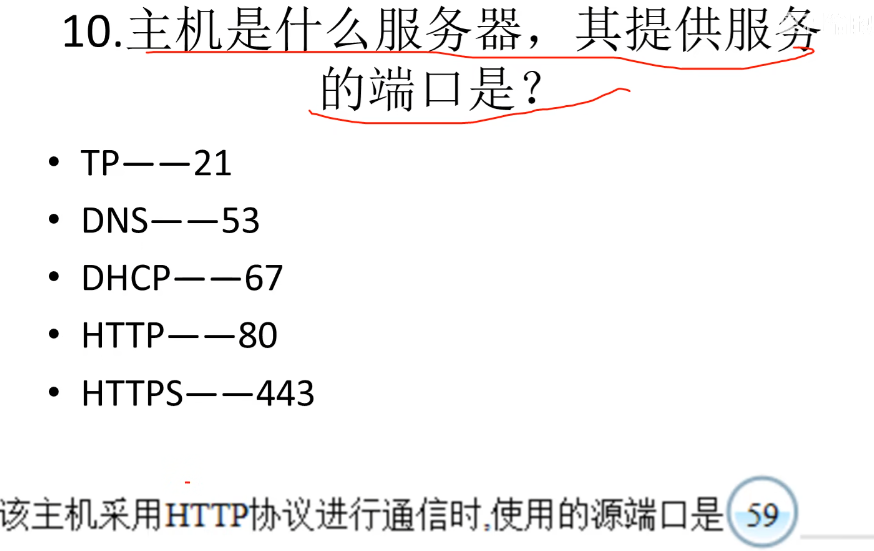 10.主机是什么服务器，其提供服务
的端口是？
• TP——21
• DNS——53
• DHCP——67
• HTTP——80
• HTTPS——443
该主机采用HTTP协议进行通信时,使用的源端口是 59